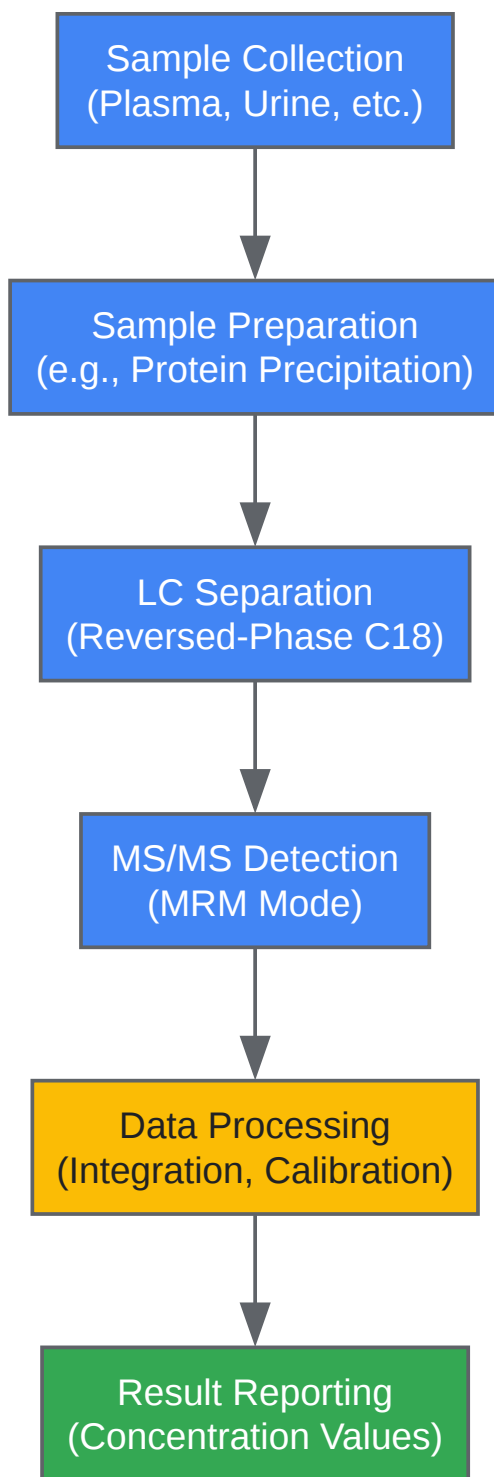 Sample Collection
(Plasma, Urine, etc.)
Sample Preparation
(e.g., Protein Precipitation)
LC Separation
(Reversed-Phase C18)
MS/MS Detection
(MRM Mode)
Data Processing
(Integration, Calibration)
Result Reporting
(Concentration Values)